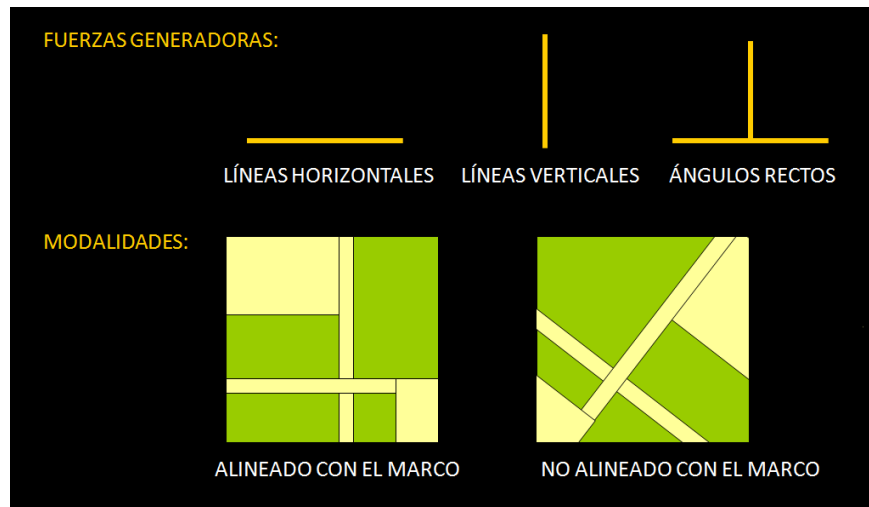 FUERZAS GENERADORAS:
LÍNEAS HORIZONTALES
LÍNEAS VERTICALES
ÁNGULOS RECTOS
MODALIDADES:
ALINEADO CON EL MARCO
NO ALINEADO CON EL MARCO